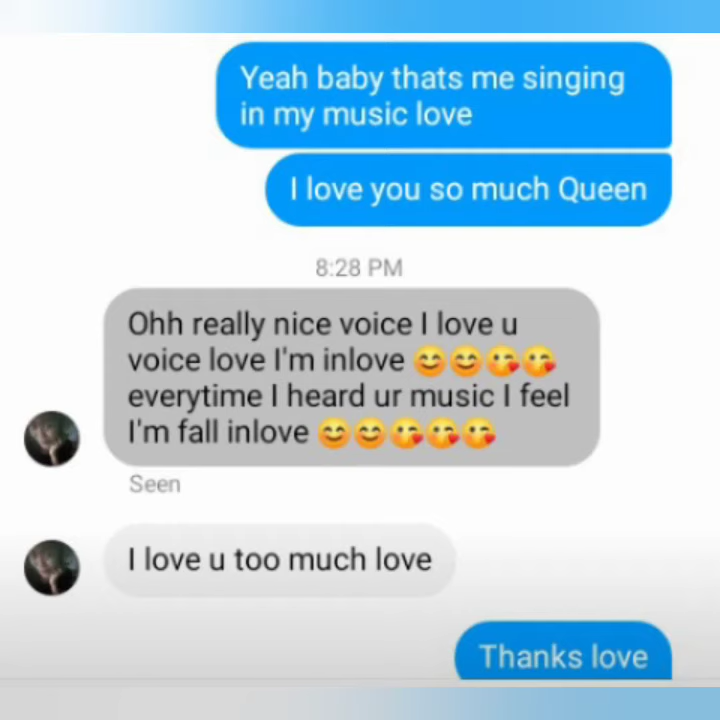 Yeah baby thats me singing
in my music love
I love you so much Queen
8:28 PM
Ohh really nice voice I love u
voice love I'm inlove 😊😊😘😘
everytime I heard ur music I feel
I'm fall inlove 😊😊😘😘😘
Seen
I love u too much love
Thanks love